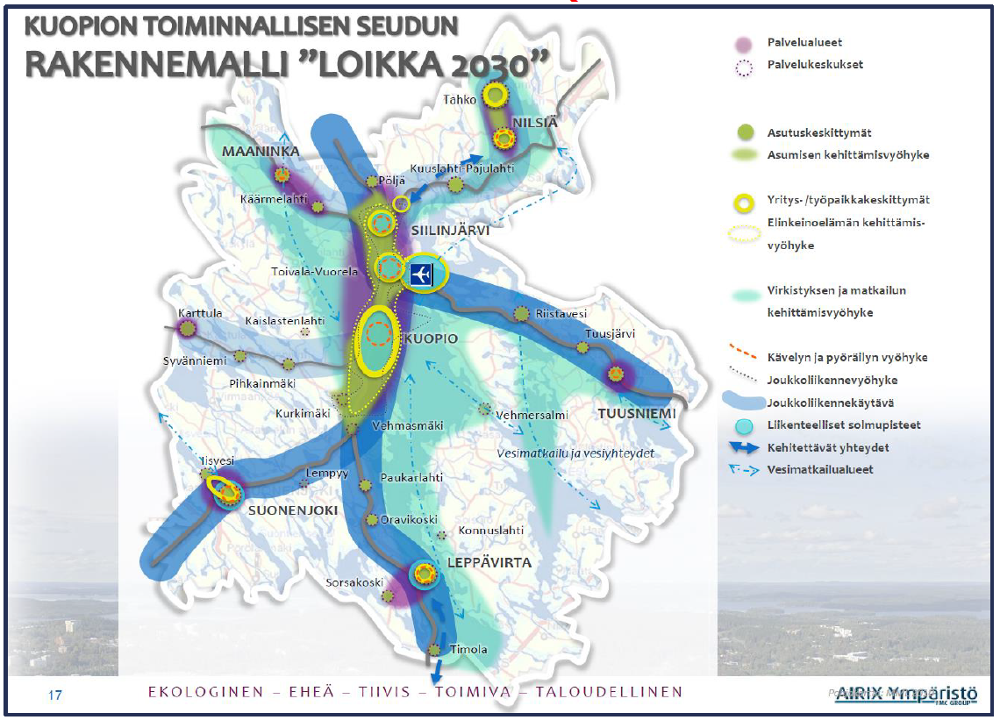 KUOPION TOIMINNALLISEN SEUDUN
RAKENNEMALLI ”LOIKKA 2030”
Palvelualueet
Palvelukeskukset
Asutuskeskittymät
Asumisen kehittämisvyöhyke
Yritys-/työpaikkakeskittymät
Elinkeinoelämän kehittämis-
vyöhyke
Virkistyksen ja matkailun
kehittämisvyöhyke
Kävelyn ja pyöräilyn vyöhyke
Joukkoliikennevyöhyke
Joukkoliikennekäytävä
Liikenteelliset solmupisteet
Kehitettävät yhteydet
Vesimatkailualueet
Tahko
NILSIÄ
MAANINKA
Kuuslahti-Pajulahti
Pöljä
Käärmelahti
SIILINJÄRVI
Toivala-Vuorela
Karttula
Kaislastenlahti
Riistavesi
KUOPIO
Tuusjärvi
Syvänniemi
Pihkainmäki
Kurkimäki
TUUSNIEMI
Vehmersalmi
Vehmasmäki
Vesimatkailu ja vesiyhteydet
Iisvesi
Lempyy
Paukarlahti
SUONENJOKI
Oravikoski
Konnuslahti
LEPPÄVIRTA
Sorsakoski
Timola
17
EKOLOGINEN – EHEÄ – TIIVIS – TOIMIVA – TALOUDELLINEN
AIRIX Ympäristö
FMC GROUP